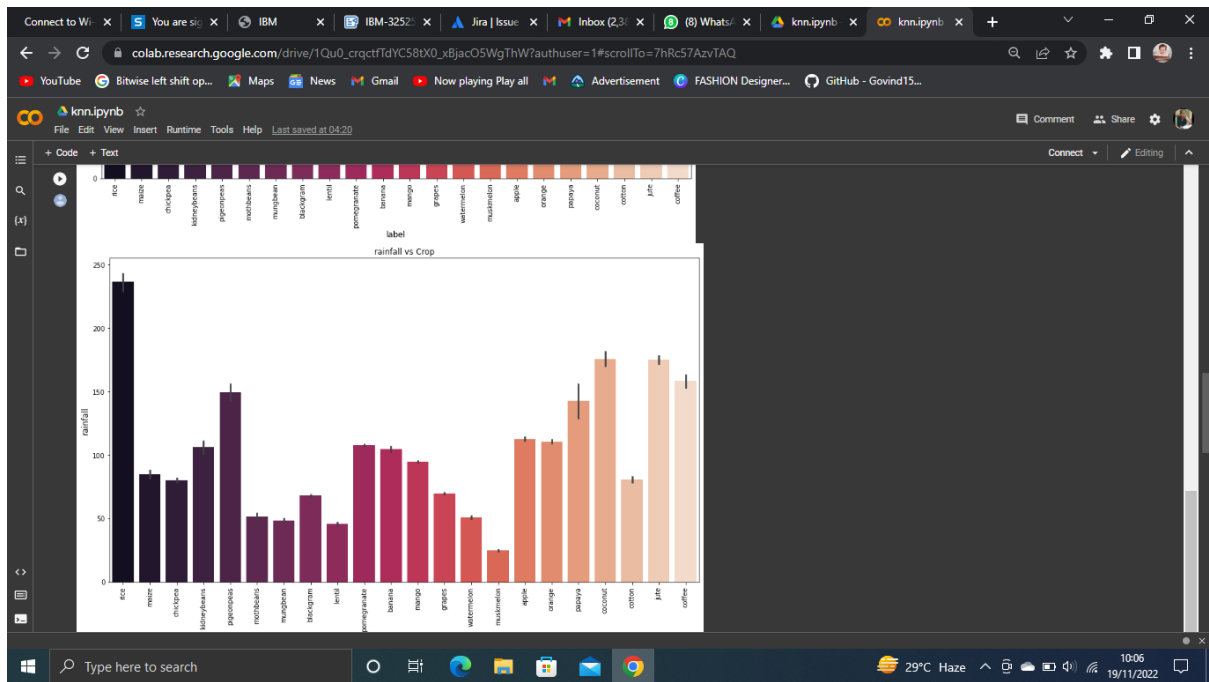 Connect to Wi- You are sig IBM IBM-32525 Jira | Issue Inbox (2,38 (8) WhatsA knn.ipynb knn.ipynb
colab.research.google.com/drive/1Qu0_crqctfTdYC58tX0_xBjacO5WgThW?authuser=1#scrollTo=7hRc57AzvTAQ
YouTube Bitwise left shift op... Maps News Gmail Now playing Play all Advertisement FASHION Designer... GitHub - Govind15...
knn.ipynb
File Edit View Insert Runtime Tools Help Last saved at 04:20
Comment Share
+ Code + Text
Connect Editing
{x}
0
rice maize chickpea kidneybeans pigeonpeas mothbeans mungbean blackgram lentil pomegranate banana mango grapes watermelon muskmelon apple orange papaya coconut cotton jute coffee
label
rainfall vs Crop
rainfall
250
200
150
100
50
0
rice maize chickpea kidneybeans pigeonpeas mothbeans mungbean blackgram lentil pomegranate banana mango grapes watermelon muskmelon apple orange papaya coconut cotton jute coffee
Type here to search
29°C Haze
10:06
19/11/2022